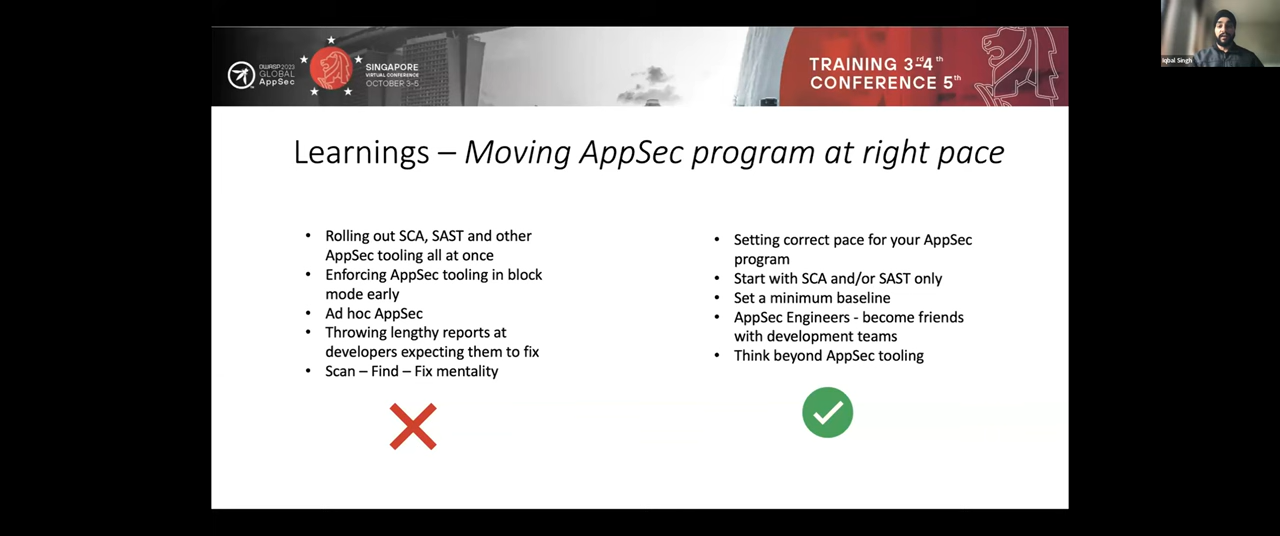 OWASP 2023
GLOBAL
AppSec
SINGAPORE
VIRTUAL CONFERENCE
OCTOBER 3-5
TRAINING 3rd-4th
CONFERENCE 5th
Iqbal Singh
Learnings – Moving AppSec program at right pace
• Rolling out SCA, SAST and other
AppSec tooling all at once
• Enforcing AppSec tooling in block
mode early
• Ad hoc AppSec
• Throwing lengthy reports at
developers expecting them to fix
• Scan – Find – Fix mentality
• Setting correct pace for your AppSec
program
• Start with SCA and/or SAST only
• Set a minimum baseline
• AppSec Engineers - become friends
with development teams
• Think beyond AppSec tooling